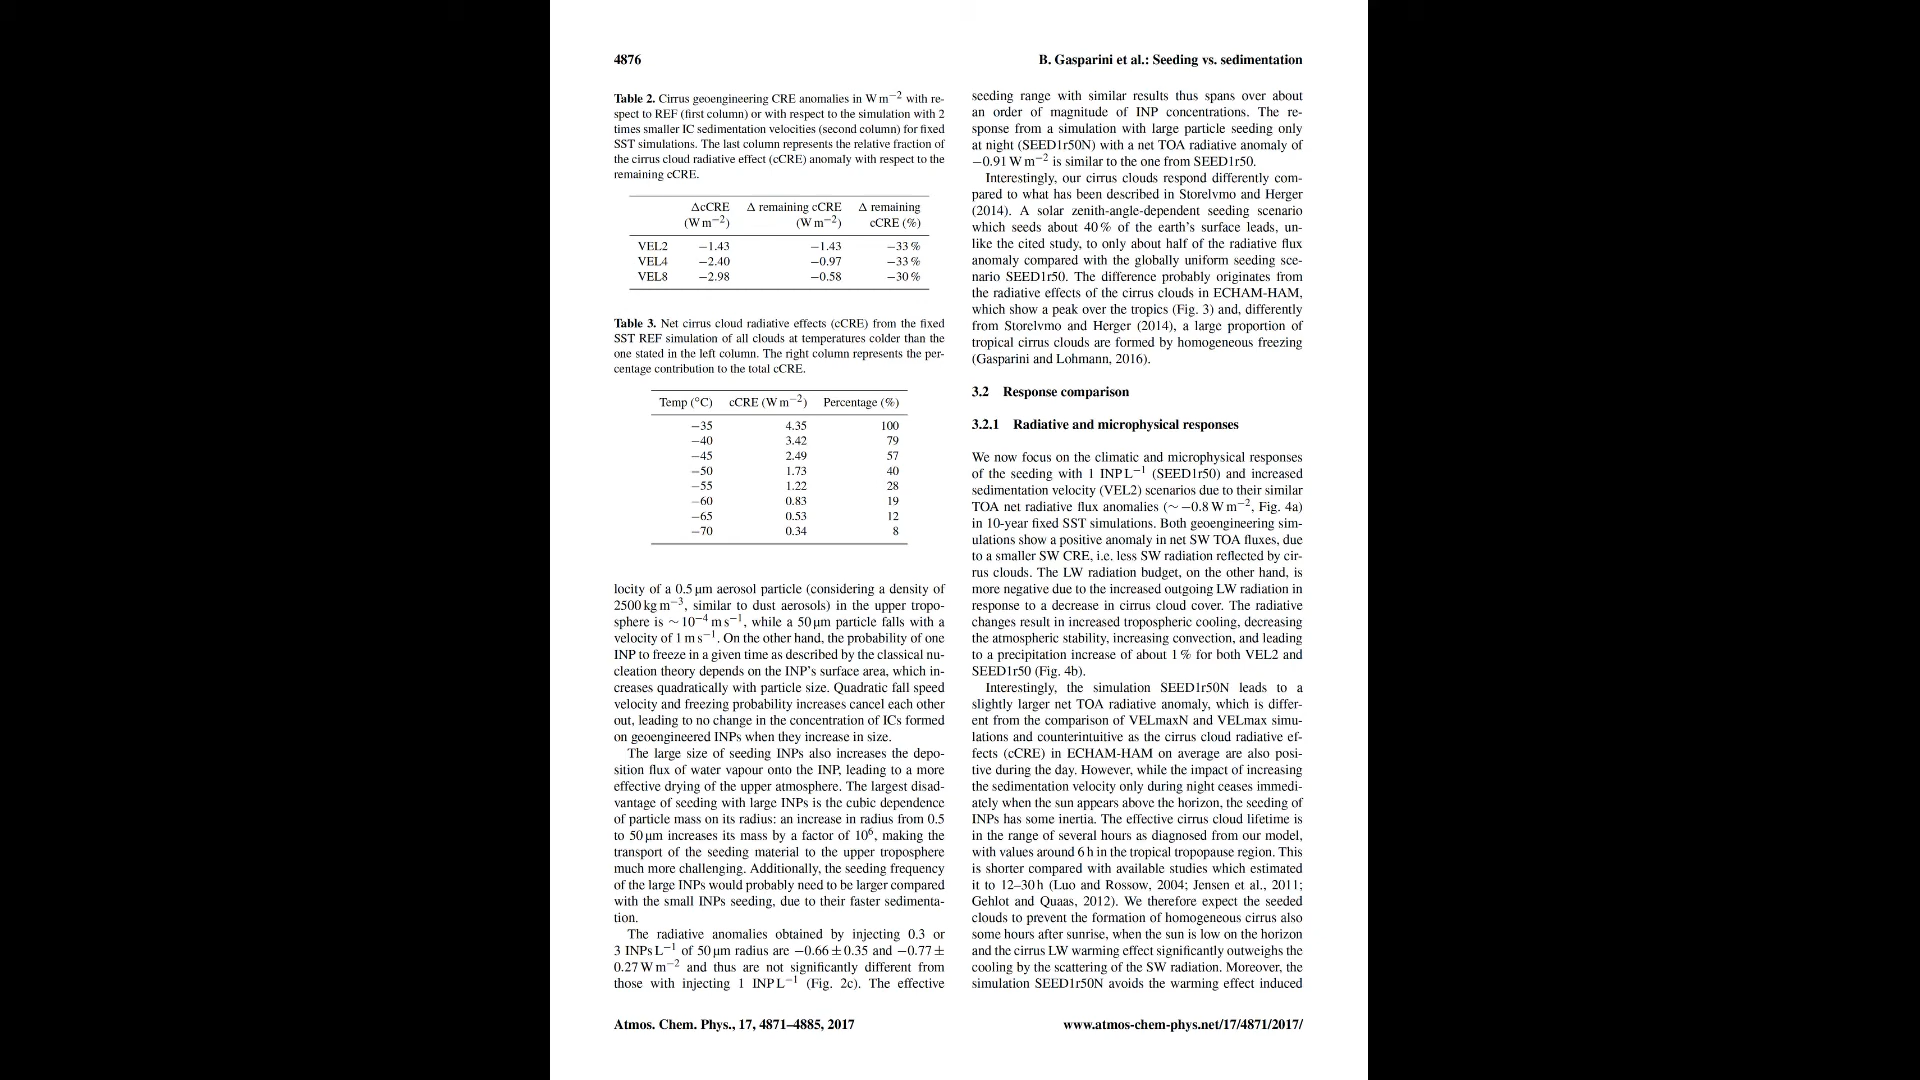 4876
B. Gasparini et al.: Seeding vs. sedimentation
Table 2. Cirrus geoengineering CRE anomalies in W m−2 with re-
spect to REF (first column) or with respect to the simulation with 2
times smaller IC sedimentation velocities (second column) for fixed
SST simulations. The last column represents the relative fraction of
the cirrus cloud radiative effect (cCRE) anomaly with respect to the
remaining cCRE.
ΔcCRE Δ remaining cCRE Δ remaining
(W m−2) (W m−2) cCRE (%)
VEL2 −1.43 −1.43 −33 %
VEL4 −2.40 −0.97 −33 %
VEL8 −2.98 −0.58 −30 %
Table 3. Net cirrus cloud radiative effects (cCRE) from the fixed
SST REF simulation of all clouds at temperatures colder than the
one stated in the left column. The right column represents the per-
centage contribution to the total cCRE.
Temp (°C) cCRE (W m−2) Percentage (%)
−35 4.35 100
−40 3.42 79
−45 2.49 57
−50 1.73 40
−55 1.22 28
−60 0.83 19
−65 0.53 12
−70 0.34 8
locity of a 0.5 µm aerosol particle (considering a density of
2500 kg m−3, similar to dust aerosols) in the upper tropo-
sphere is ∼ 10−4 m s−1, while a 50 µm particle falls with a
velocity of 1 m s−1. On the other hand, the probability of one
INP to freeze in a given time as described by the classical nu-
cleation theory depends on the INP's surface area, which in-
creases quadratically with particle size. Quadratic fall speed
velocity and freezing probability increases cancel each other
out, leading to no change in the concentration of ICs formed
on geoengineered INPs when they increase in size.
The large size of seeding INPs also increases the depo-
sition flux of water vapour onto the INP, leading to a more
effective drying of the upper atmosphere. The largest disad-
vantage of seeding with large INPs is the cubic dependence
of particle mass on its radius: an increase in radius from 0.5
to 50 µm increases its mass by a factor of 106, making the
transport of the seeding material to the upper troposphere
much more challenging. Additionally, the seeding frequency
of the large INPs would probably need to be larger compared
with the small INPs seeding, due to their faster sedimenta-
tion.
The radiative anomalies obtained by injecting 0.3 or
3 INPs L−1 of 50 µm radius are −0.66 ± 0.35 and −0.77 ±
0.27 W m−2 and thus are not significantly different from
those with injecting 1 INP L−1 (Fig. 2c). The effective
seeding range with similar results thus spans over about
an order of magnitude of INP concentrations. The re-
sponse from a simulation with large particle seeding only
at night (SEED1r50N) with a net TOA radiative anomaly of
−0.91 W m−2 is similar to the one from SEED1r50.
Interestingly, our cirrus clouds respond differently com-
pared to what has been described in Storelvmo and Herger
(2014). A solar zenith-angle-dependent seeding scenario
which seeds about 40 % of the earth's surface leads, un-
like the cited study, to only about half of the radiative flux
anomaly compared with the globally uniform seeding sce-
nario SEED1r50. The difference probably originates from
the radiative effects of the cirrus clouds in ECHAM-HAM,
which show a peak over the tropics (Fig. 3) and, differently
from Storelvmo and Herger (2014), a large proportion of
tropical cirrus clouds are formed by homogeneous freezing
(Gasparini and Lohmann, 2016).
3.2 Response comparison
3.2.1 Radiative and microphysical responses
We now focus on the climatic and microphysical responses
of the seeding with 1 INP L−1 (SEED1r50) and increased
sedimentation velocity (VEL2) scenarios due to their similar
TOA net radiative flux anomalies (∼ −0.8 W m−2, Fig. 4a)
in 10-year fixed SST simulations. Both geoengineering sim-
ulations show a positive anomaly in net SW TOA fluxes, due
to a smaller SW CRE, i.e. less SW radiation reflected by cir-
rus clouds. The LW radiation budget, on the other hand, is
more negative due to the increased outgoing LW radiation in
response to a decrease in cirrus cloud cover. The radiative
changes result in increased tropospheric cooling, decreasing
the atmospheric stability, increasing convection, and leading
to a precipitation increase of about 1 % for both VEL2 and
SEED1r50 (Fig. 4b).
Interestingly, the simulation SEED1r50N leads to a
slightly larger net TOA radiative anomaly, which is differ-
ent from the comparison of VELmaxN and VELmax simu-
lations and counterintuitive as the cirrus cloud radiative ef-
fects (cCRE) in ECHAM-HAM on average are also posi-
tive during the day. However, while the impact of increasing
the sedimentation velocity only during night ceases immedi-
ately when the sun appears above the horizon, the seeding of
INPs has some inertia. The effective cirrus cloud lifetime is
in the range of several hours as diagnosed from our model,
with values around 6 h in the tropical tropopause region. This
is shorter compared with available studies which estimated
it to 12–30 h (Luo and Rossow, 2004; Jensen et al., 2011;
Gehlot and Quaas, 2012). We therefore expect the seeded
clouds to prevent the formation of homogeneous cirrus also
some hours after sunrise, when the sun is low on the horizon
and the cirrus LW warming effect significantly outweighs the
cooling by the scattering of the SW radiation. Moreover, the
simulation SEED1r50N avoids the warming effect induced
Atmos. Chem. Phys., 17, 4871–4885, 2017
www.atmos-chem-phys.net/17/4871/2017/